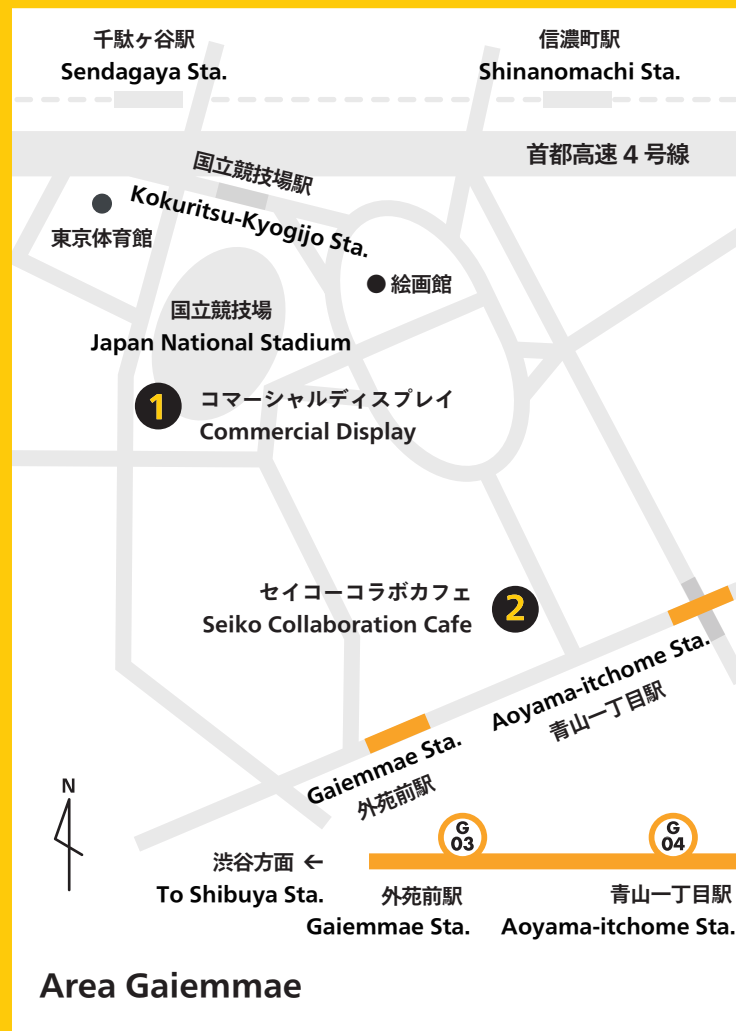 千駄ヶ谷駅
Sendagaya Sta.
信濃町駅
Shinanomachi Sta.
首都高速 4 号線
国立競技場駅
Kokuritsu-Kyogijo Sta.
東京体育館
絵画館
国立競技場
Japan National Stadium
1
コマーシャルディスプレイ
Commercial Display
セイコーコラボカフェ
Seiko Collaboration Cafe
2
Aoyama-itchome Sta.
青山一丁目駅
Gaiemmae Sta.
外苑前駅
N
G
03
G
04
渋谷方面 ←
To Shibuya Sta.
外苑前駅
Gaiemmae Sta.
青山一丁目駅
Aoyama-itchome Sta.
Area Gaiemmae